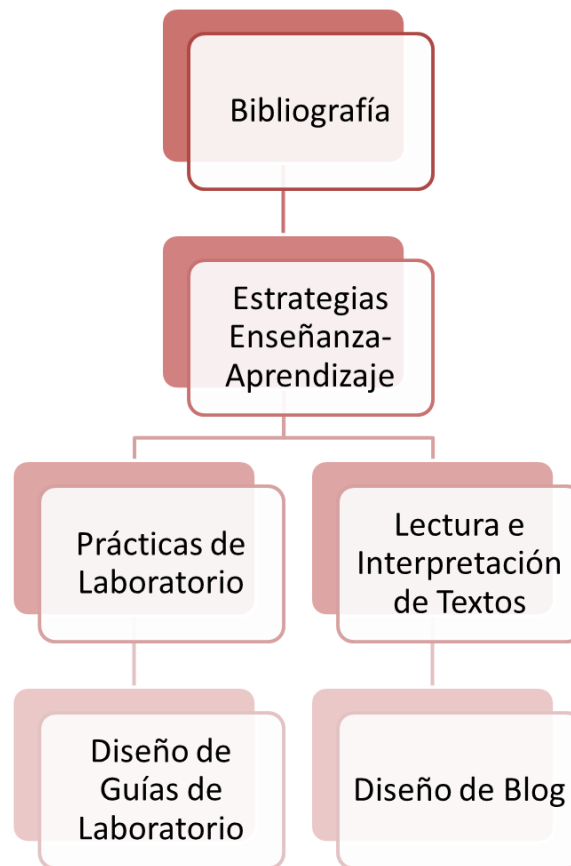 Bibliografía
Estrategias
Enseñanza-
Aprendizaje
Prácticas de
Laboratorio
Lectura e
Interpretación
de Textos
Diseño de
Guías de
Laboratorio
Diseño de Blog